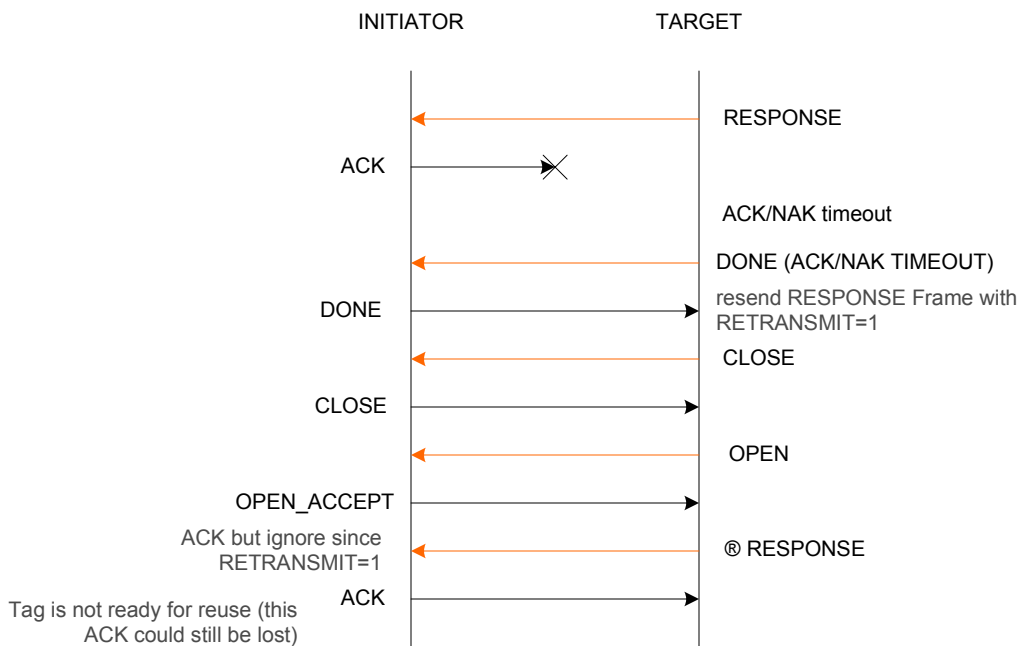 INITIATOR
TARGET
RESPONSE
ACK
ACK/NAK timeout
DONE (ACK/NAK TIMEOUT)
DONE
resend RESPONSE Frame with
RETRANSMIT=1
CLOSE
CLOSE
OPEN
OPEN_ACCEPT
ACK but ignore since
RETRANSMIT=1
® RESPONSE
ACK
Tag is not ready for reuse (this
ACK could still be lost)